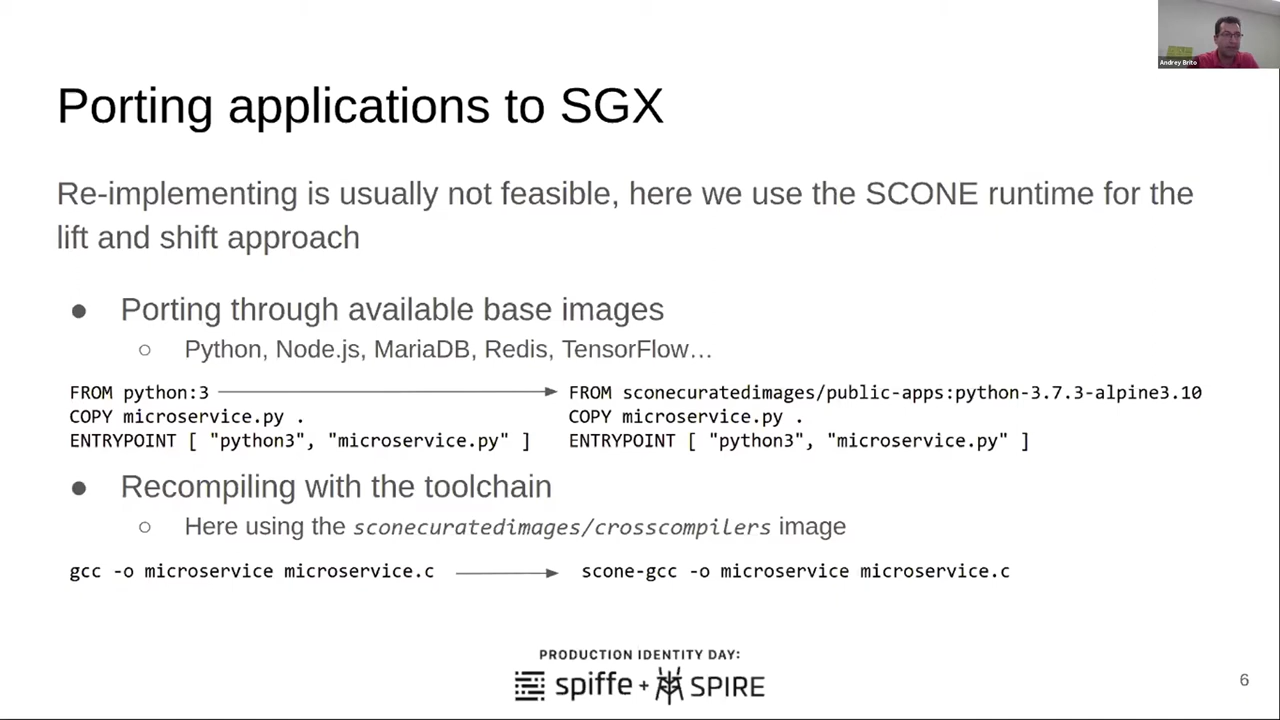 Andrey Brito
Porting applications to SGX
Re-implementing is usually not feasible, here we use the SCONE runtime for the
lift and shift approach
● Porting through available base images
○ Python, Node.js, MariaDB, Redis, TensorFlow…
FROM python:3
COPY microservice.py .
ENTRYPOINT [ "python3", "microservice.py" ]
FROM sconecuratedimages/public-apps:python-3.7.3-alpine3.10
COPY microservice.py .
ENTRYPOINT [ "python3", "microservice.py" ]
● Recompiling with the toolchain
○ Here using the sconecuratedimages/crosscompilers image
gcc -o microservice microservice.c
scone-gcc -o microservice microservice.c
PRODUCTION IDENTITY DAY:
spiffe + SPIRE
6